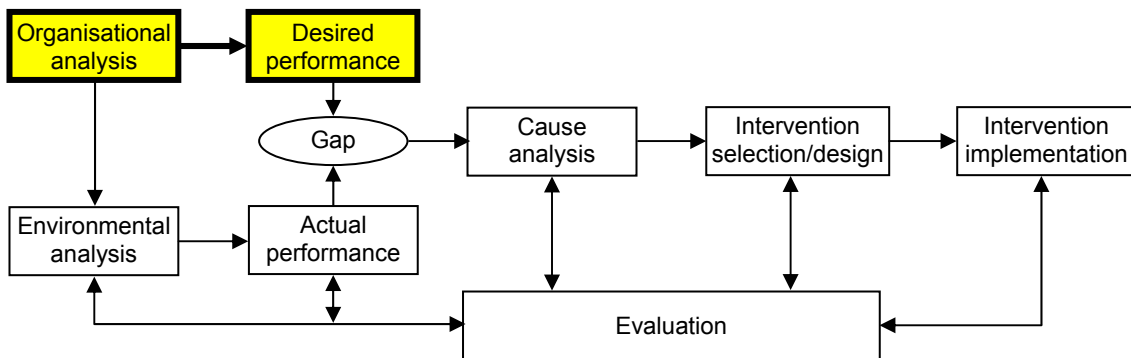 Organisational
analysis
Desired
performance
Gap
Cause
analysis
Intervention
selection/design
Intervention
implementation
Environmental
analysis
Actual
performance
Evaluation